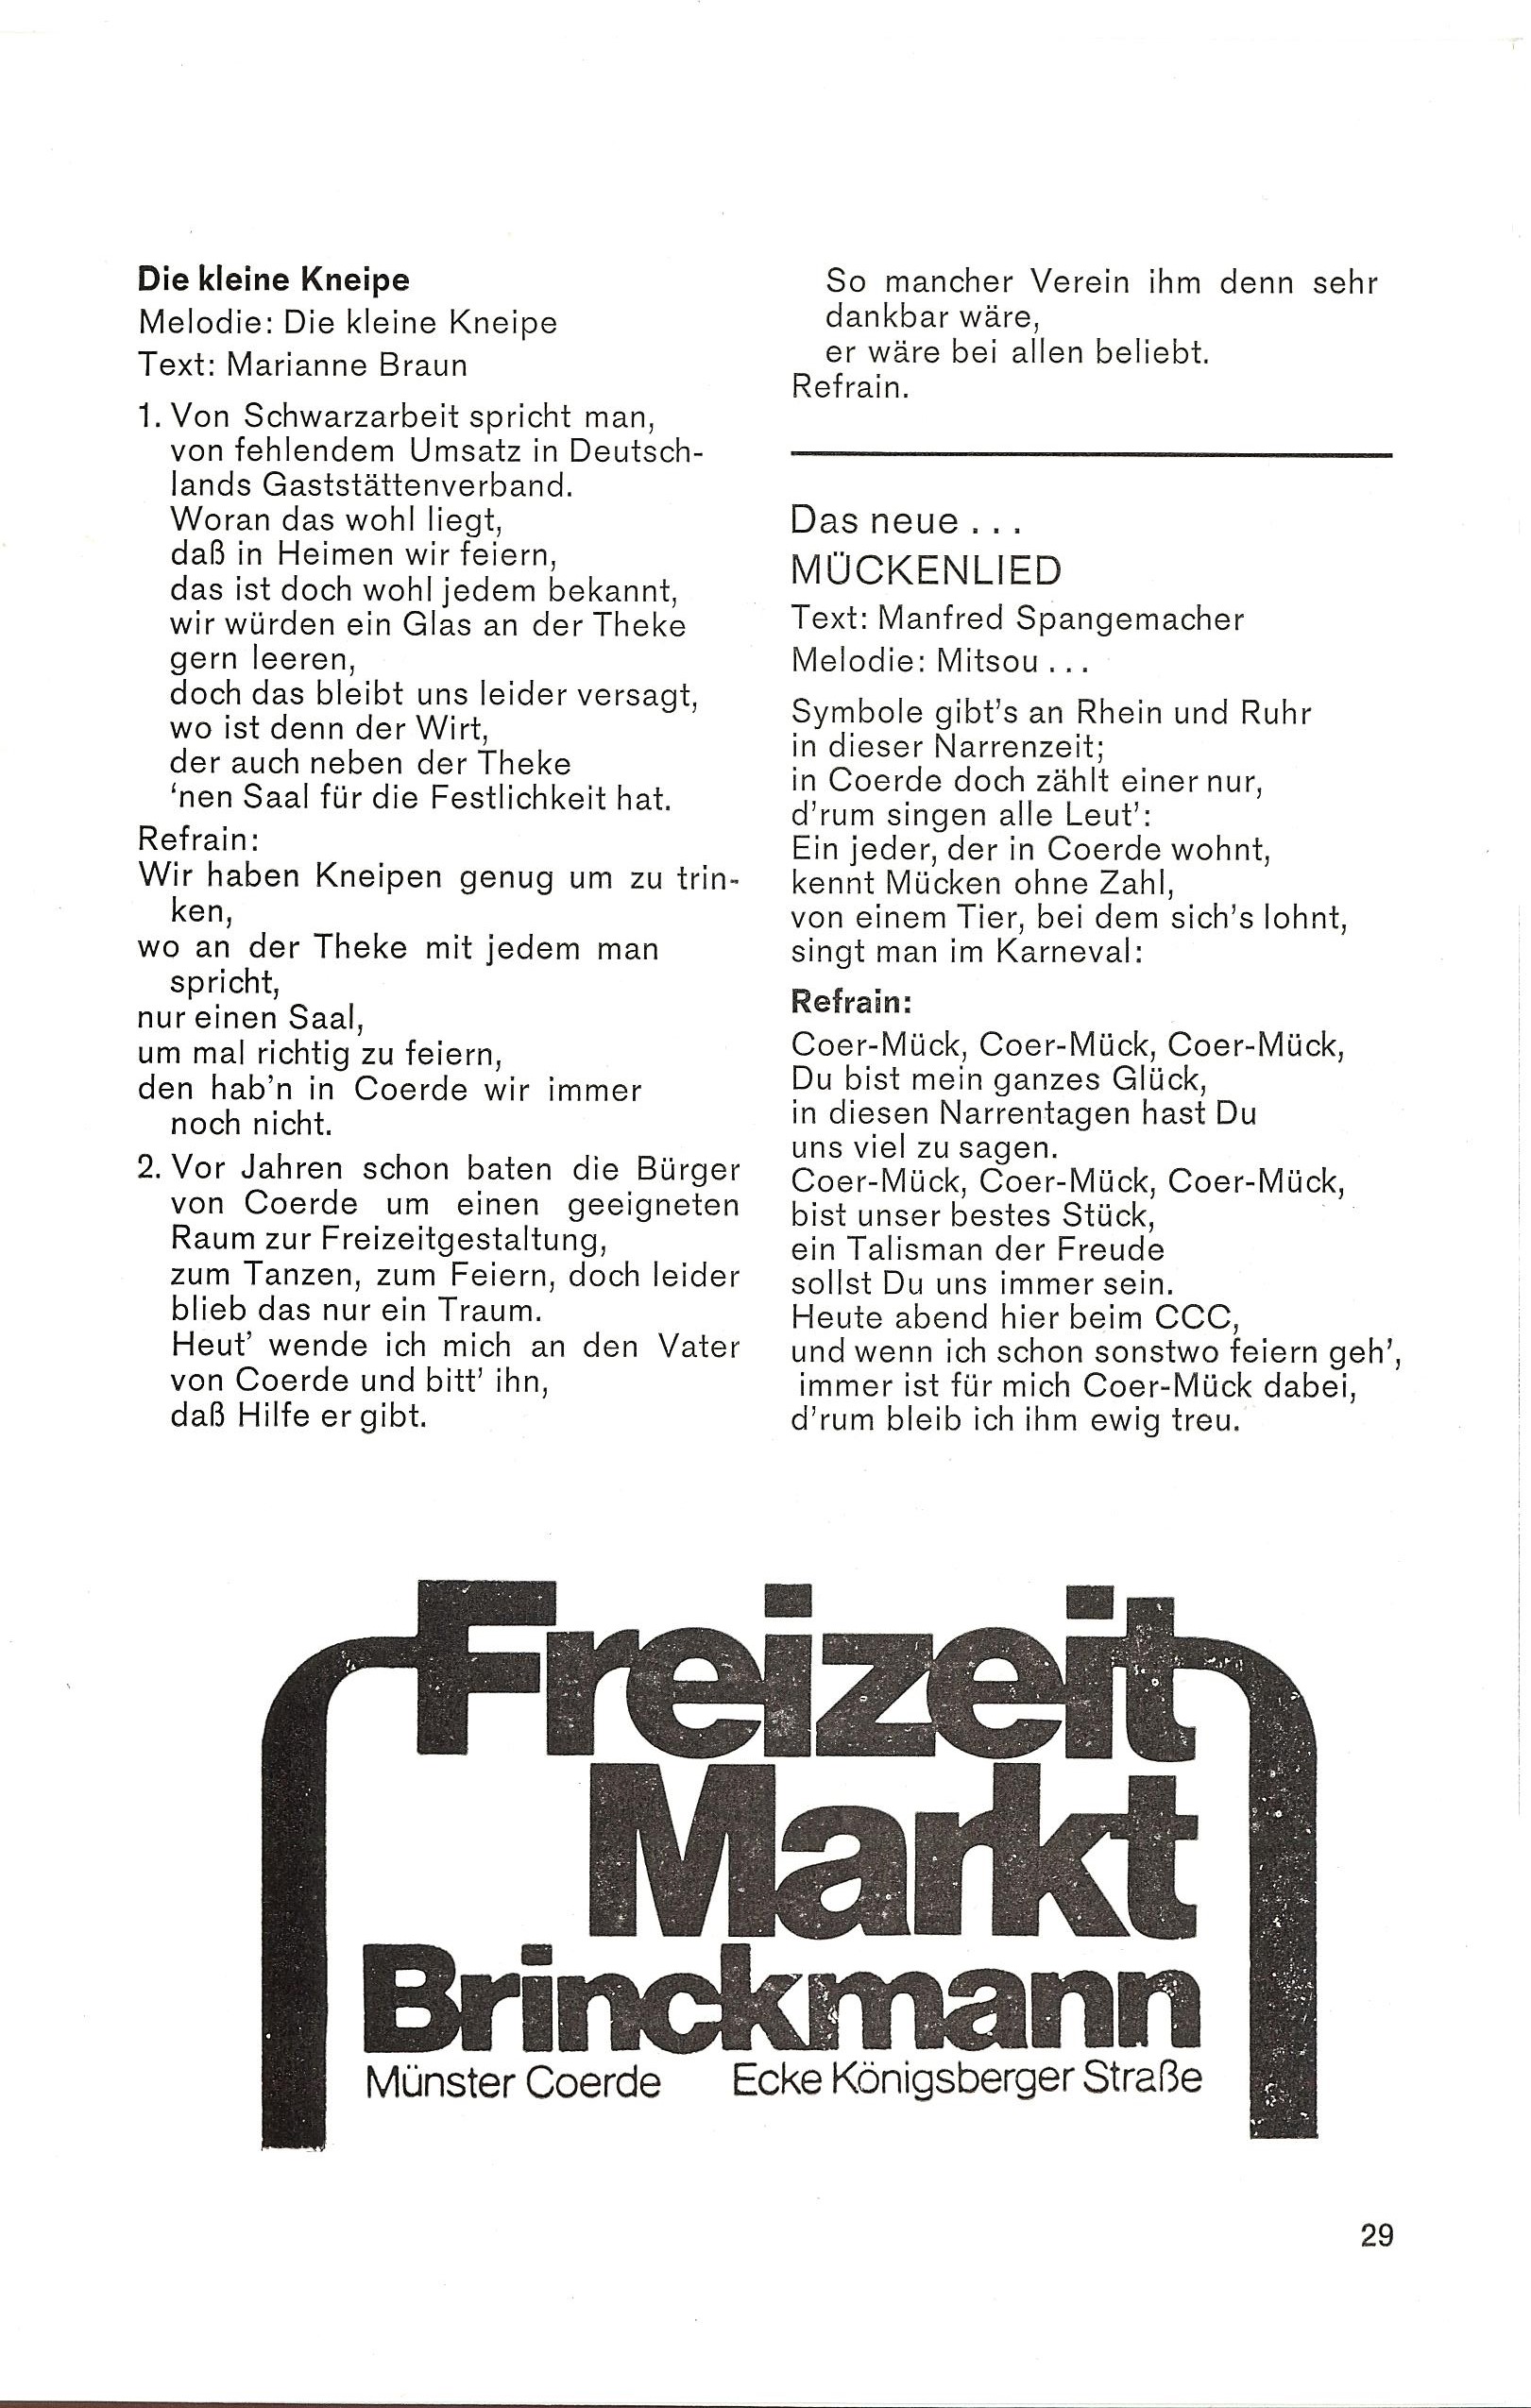 Die kleine Kneipe
Melodie: Die kleine Kneipe
Text: Marianne Braun
1. Von Schwarzarbeit spricht man,
von fehlendem Umsatz in Deutsch-
lands Gaststättenverband.
Woran das wohl liegt,
daß in Heimen wir feiern,
das ist doch wohl jedem bekannt,
wir würden ein Glas an der Theke
gern leeren,
doch das bleibt uns leider versagt,
wo ist denn der Wirt,
der auch neben der Theke
‘nen Saal für die Festlichkeit hat.
Refrain:
Wir haben Kneipen genug um zu trin-
ken,
wo an der Theke mit jedem man
spricht,
nur einen Saal,
um mal richtig zu feiern,
den hab’n in Coerde wir immer
noch nicht.
2. Vor Jahren schon baten die Bürger
von Coerde um einen geeigneten
Raum zur Freizeitgestaltung,
zum Tanzen, zum Feiern, doch leider
blieb das nur ein Traum.
Heut’ wende ich mich an den Vater
von Coerde und bitt’ ihn,
daß Hilfe er gibt.
So mancher Verein ihm denn sehr
dankbar wäre,
er wäre bei allen beliebt.
Refrain.
Das neue . . .
MÜCKENLIED
Text: Manfred Spangemacher
Melodie: Mitsou . . .
Symbole gibt’s an Rhein und Ruhr
in dieser Narrenzeit;
in Coerde doch zählt einer nur,
d’rum singen alle Leut’:
Ein jeder, der in Coerde wohnt,
kennt Mücken ohne Zahl,
von einem Tier, bei dem sich’s lohnt,
singt man im Karneval:
Refrain:
Coer-Mück, Coer-Mück, Coer-Mück,
Du bist mein ganzes Glück,
in diesen Narrentagen hast Du
uns viel zu sagen.
Coer-Mück, Coer-Mück, Coer-Mück,
bist unser bestes Stück,
ein Talisman der Freude
sollst Du uns immer sein.
Heute abend hier beim CCC,
und wenn ich schon sonstwo feiern geh’,
immer ist für mich Coer-Mück dabei,
d’rum bleib ich ihm ewig treu.
Freizeit
Markt
Brinckmann
Münster Coerde Ecke Königsberger Straße
29